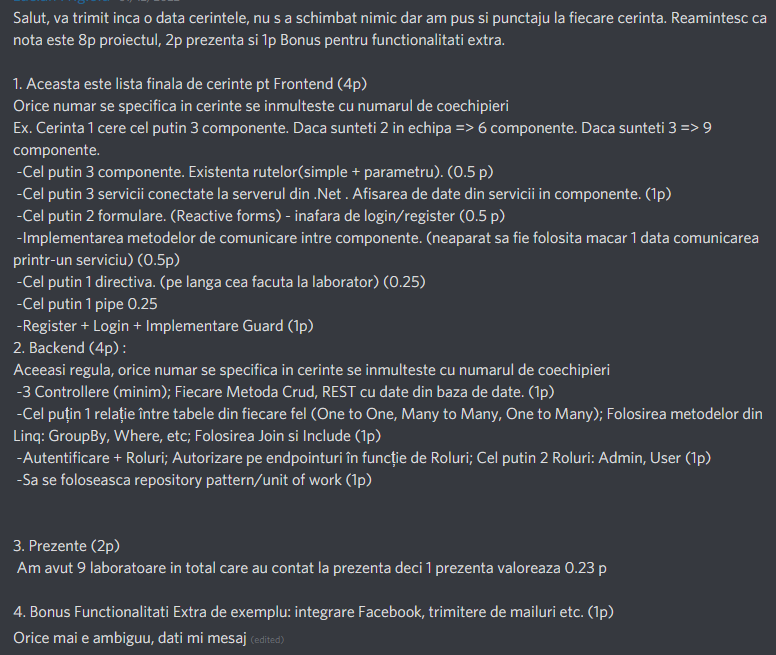 Salut, va trimit inca o data cerintele, nu s a schimbat nimic dar am pus si punctaju la fiecare cerinta. Reamintesc ca
nota este 8p proiectul, 2p prezenta si 1p Bonus pentru functionalitati extra.
1. Aceasta este lista finala de cerinte pt Frontend (4p)
Orice numar se specifica in cerinte se inmulteste cu numarul de coechipieri
Ex. Cerinta 1 cere cel putin 3 componente. Daca sunteti 2 in echipa => 6 componente. Daca sunteti 3 => 9
componente.
-Cel putin 3 componente. Existenta rutelor(simple + parametru). (0.5 p)
-Cel putin 3 servicii conectate la serverul din .Net . Afisarea de date din servicii in componente. (1p)
-Cel putin 2 formulare. (Reactive forms) - inafara de login/register (0.5 p)
-Implementarea metodelor de comunicare intre componente. (neaparat sa fie folosita macar 1 data comunicarea
printr-un serviciu) (0.5p)
-Cel putin 1 directiva. (pe langa cea facuta la laborator) (0.25)
-Cel putin 1 pipe 0.25
-Register + Login + Implementare Guard (1p)
2. Backend (4p) :
Aceeasi regula, orice numar se specifica in cerinte se inmulteste cu numarul de coechipieri
-3 Controllere (minim); Fiecare Metoda Crud, REST cu date din baza de date. (1p)
-Cel puțin 1 relație între tabele din fiecare fel (One to One, Many to Many, One to Many); Folosirea metodelor din
Linq: GroupBy, Where, etc; Folosirea Join si Include (1p)
-Autentificare + Roluri; Autorizare pe endpointuri în funcție de Roluri; Cel putin 2 Roluri: Admin, User (1p)
-Sa se foloseasca repository pattern/unit of work (1p)
3. Prezente (2p)
Am avut 9 laboratoare in total care au contat la prezenta deci 1 prezenta valoreaza 0.23 p
4. Bonus Functionalitati Extra de exemplu: integrare Facebook, trimitere de mailuri etc. (1p)
Orice mai e ambiguu, dati mi mesaj (edited)